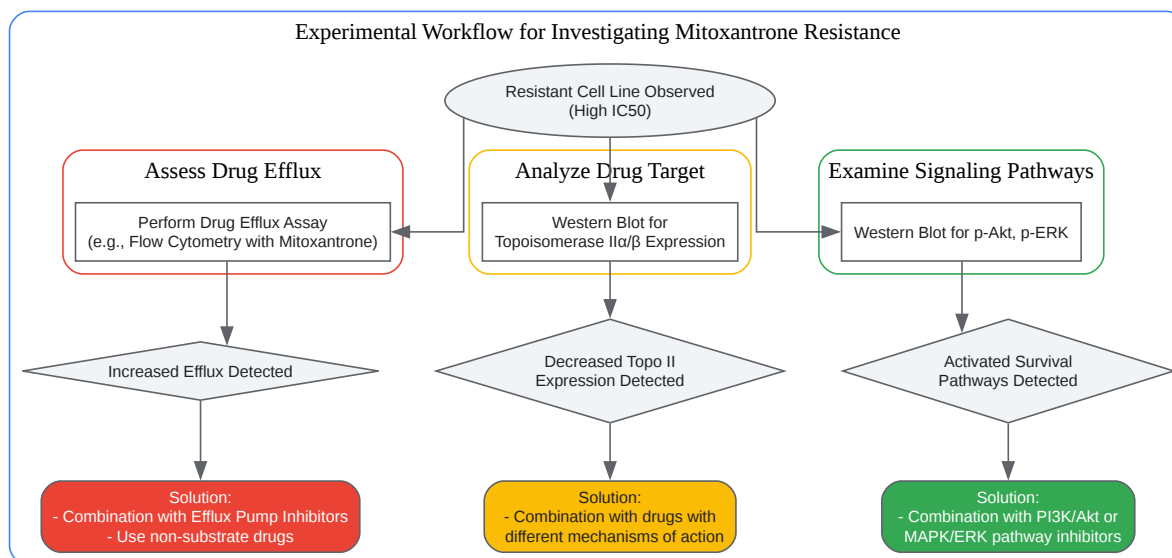 Experimental Workflow for Investigating Mitoxantrone Resistance
Resistant Cell Line Observed
(High IC50)
Assess Drug Efflux
Analyze Drug Target
Examine Signaling Pathways
Perform Drug Efflux Assay
(e.g., Flow Cytometry with Mitoxantrone)
Western Blot for
Topoisomerase IIα/β Expression
Western Blot for p-Akt, p-ERK
Increased Efflux Detected
Decreased Topo II
Expression Detected
Activated Survival
Pathways Detected
Solution:
- Combination with Efflux Pump Inhibitors
- Use non-substrate drugs
Solution:
- Combination with drugs with
different mechanisms of action
Solution:
- Combination with PI3K/Akt or
MAPK/ERK pathway inhibitors